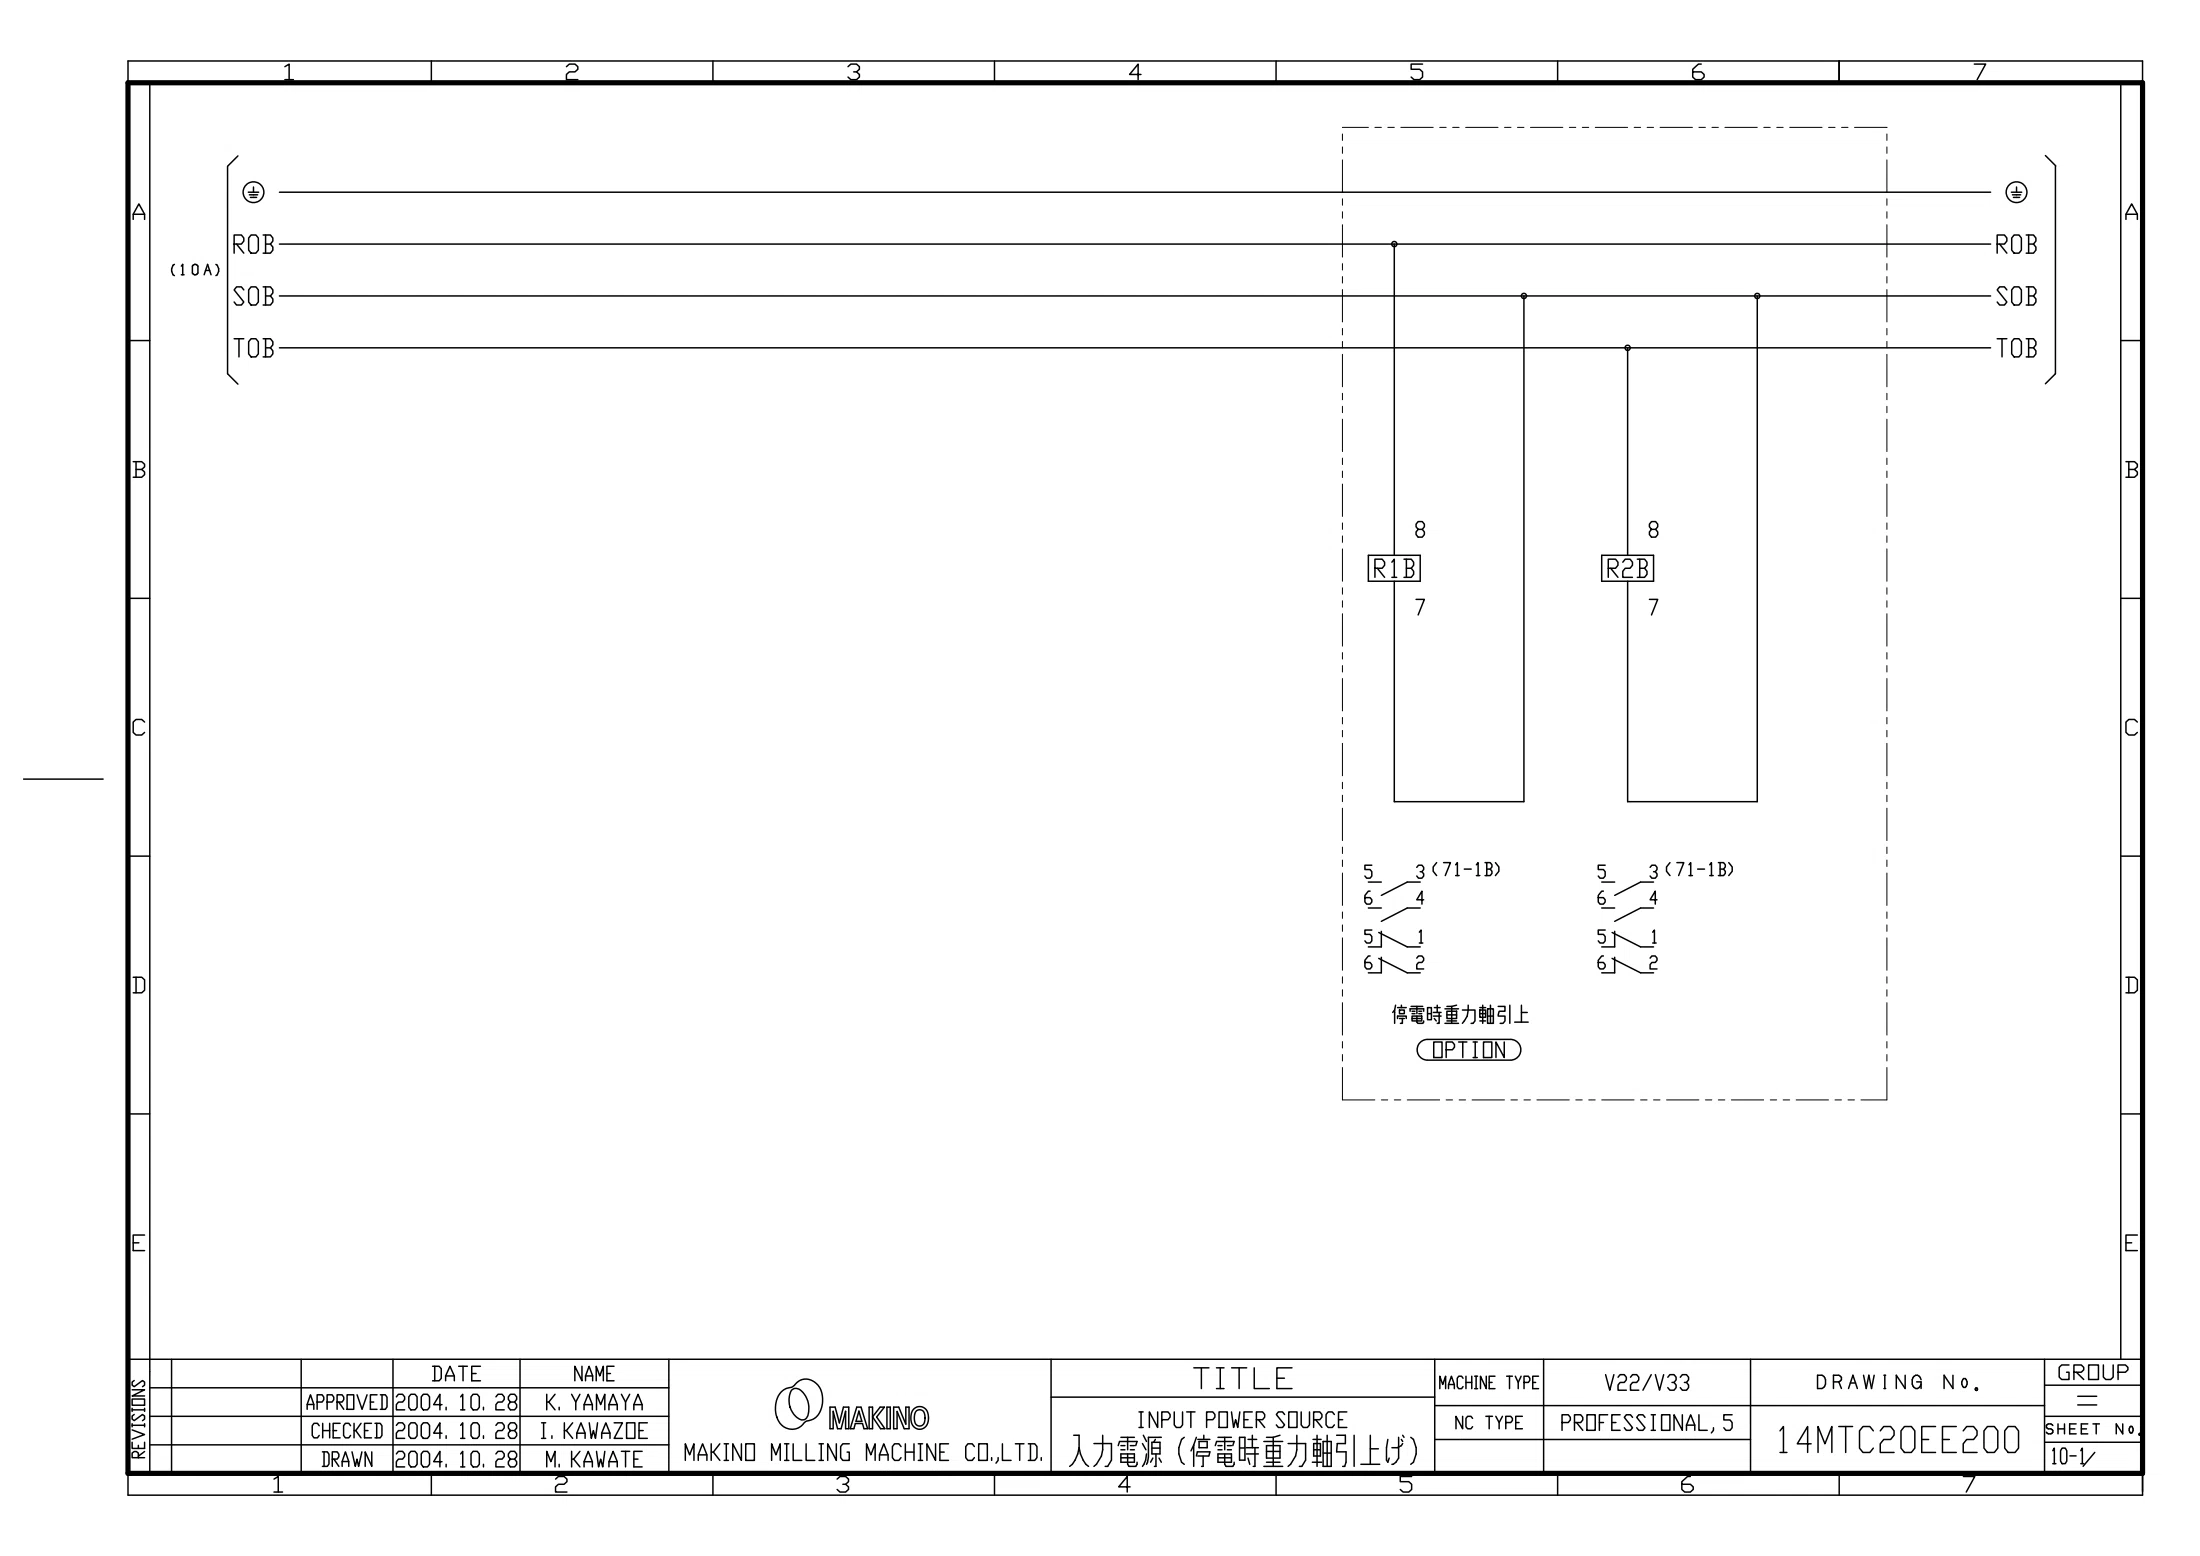 1 2 3 4 5 6 7
A A
ROB ROB
(10A)
SOB SOB
TOB TOB
B B
8 8
R1B R2B
7 7
C C
5 3 (71-1B) 5 3 (71-1B)
6 4 6 4
5 1 5 1
6 2 6 2
D D
停電時重力軸引上
OPTION
E E
REVISIONS
DATE NAME
APPROVED 2004. 10. 28 K. YAMAYA
CHECKED 2004. 10. 28 I. KAWAZOE
DRAWN 2004. 10. 28 M. KAWATE
MAKINO
MAKINO MILLING MACHINE CO.,LTD.
TITLE
INPUT POWER SOURCE
入力電源(停電時重力軸引上げ)
MACHINE TYPE V22/V33
NC TYPE PROFESSIONAL, 5
DRAWING No.
14MTC20EE200
GROUP
=
SHEET No.
10-1/
1 2 3 4 5 6 7